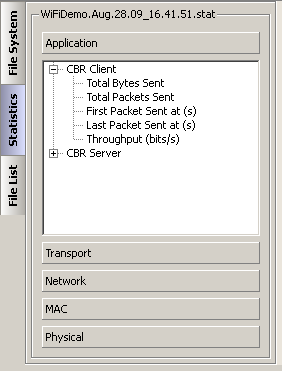 WiFiDemo.Aug.28.09_16.41.51.stat
File System
Statistics
File List
Application
CBR Client
Total Bytes Sent
Total Packets Sent
First Packet Sent at (s)
Last Packet Sent at (s)
Throughput (bits/s)
CBR Server
Transport
Network
MAC
Physical